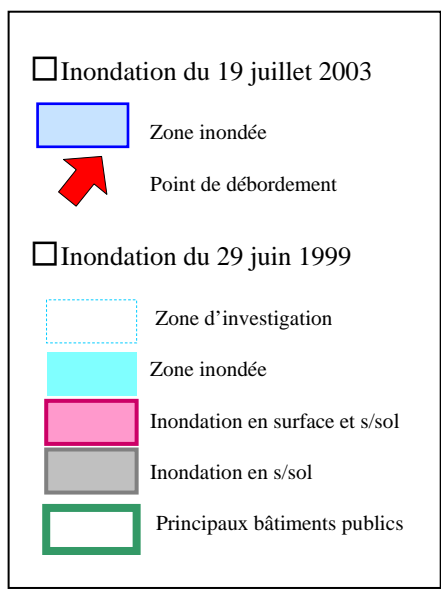 Inondation du 19 juillet 2003
Zone inondée
Point de débordement
Inondation du 29 juin 1999
Zone d'investigation
Zone inondée
Inondation en surface et s/sol
Inondation en s/sol
Principaux bâtiments publics